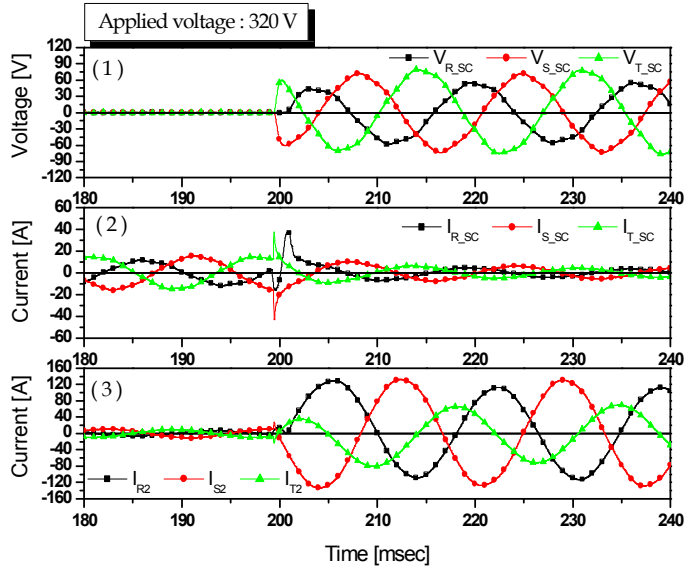 Applied voltage : 320 V
(1)
V_R_SC V_S_SC V_T_SC
Voltage [V]
120
90
60
30
0
-30
-60
-90
-120
180 190 200 210 220 230 240
(2)
I_R_SC I_S_SC I_T_SC
Current [A]
60
40
20
0
-20
-40
-60
180 190 200 210 220 230 240
(3)
Current [A]
160
120
80
40
0
-40
-80
-120
-160
I_R2 I_S2 I_T2
180 190 200 210 220 230 240
Time [msec]